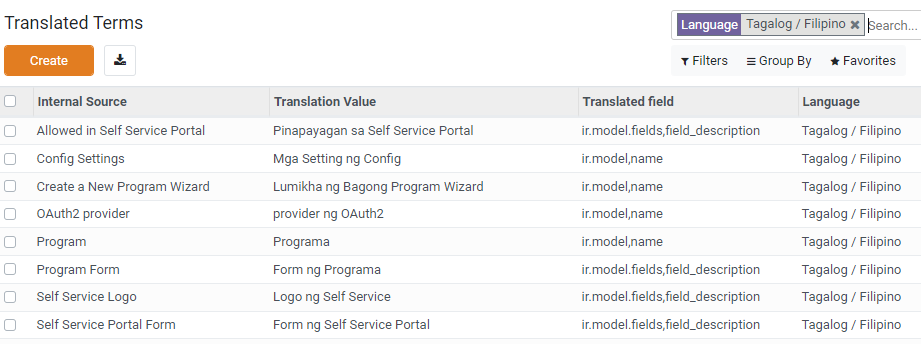 Translated Terms
Language Tagalog / Filipino × Search...
Create
Filters Group By Favorites
Internal Source Translation Value Translated field Language
Allowed in Self Service Portal Pinapayagan sa Self Service Portal ir.model.fields,field_description Tagalog / Filipino
Config Settings Mga Setting ng Config ir.model,name Tagalog / Filipino
Create a New Program Wizard Lumikha ng Bagong Program Wizard ir.model,name Tagalog / Filipino
OAuth2 provider provider ng OAuth2 ir.model,name Tagalog / Filipino
Program Programa ir.model,name Tagalog / Filipino
Program Form Form ng Programa ir.model.fields,field_description Tagalog / Filipino
Self Service Logo Logo ng Self Service ir.model.fields,field_description Tagalog / Filipino
Self Service Portal Form Form ng Self Service Portal ir.model.fields,field_description Tagalog / Filipino